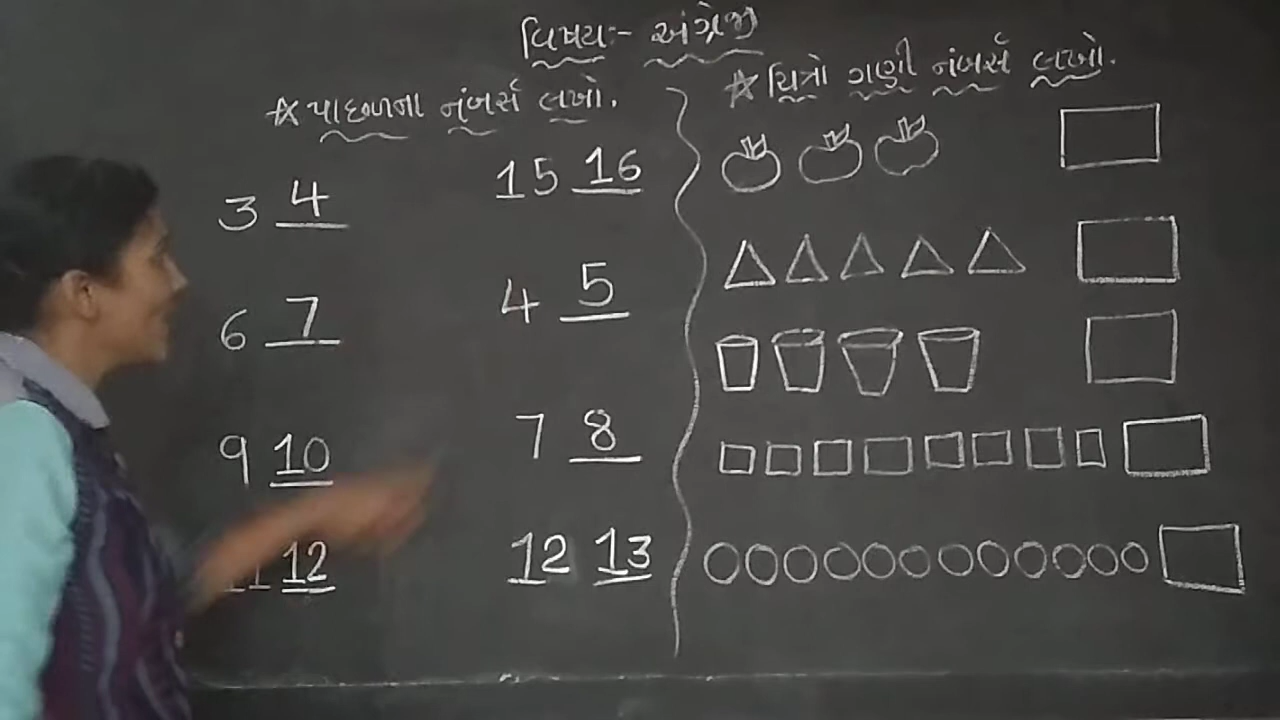 વિષય:- અંગ્રેજી
☆ પાછળના નંબર્સ લખો.
3 4
6 7
9 10
11 12
15 16
4 5
7 8
12 13
☆ ચિત્રો ગણી નંબર્સ લખો.